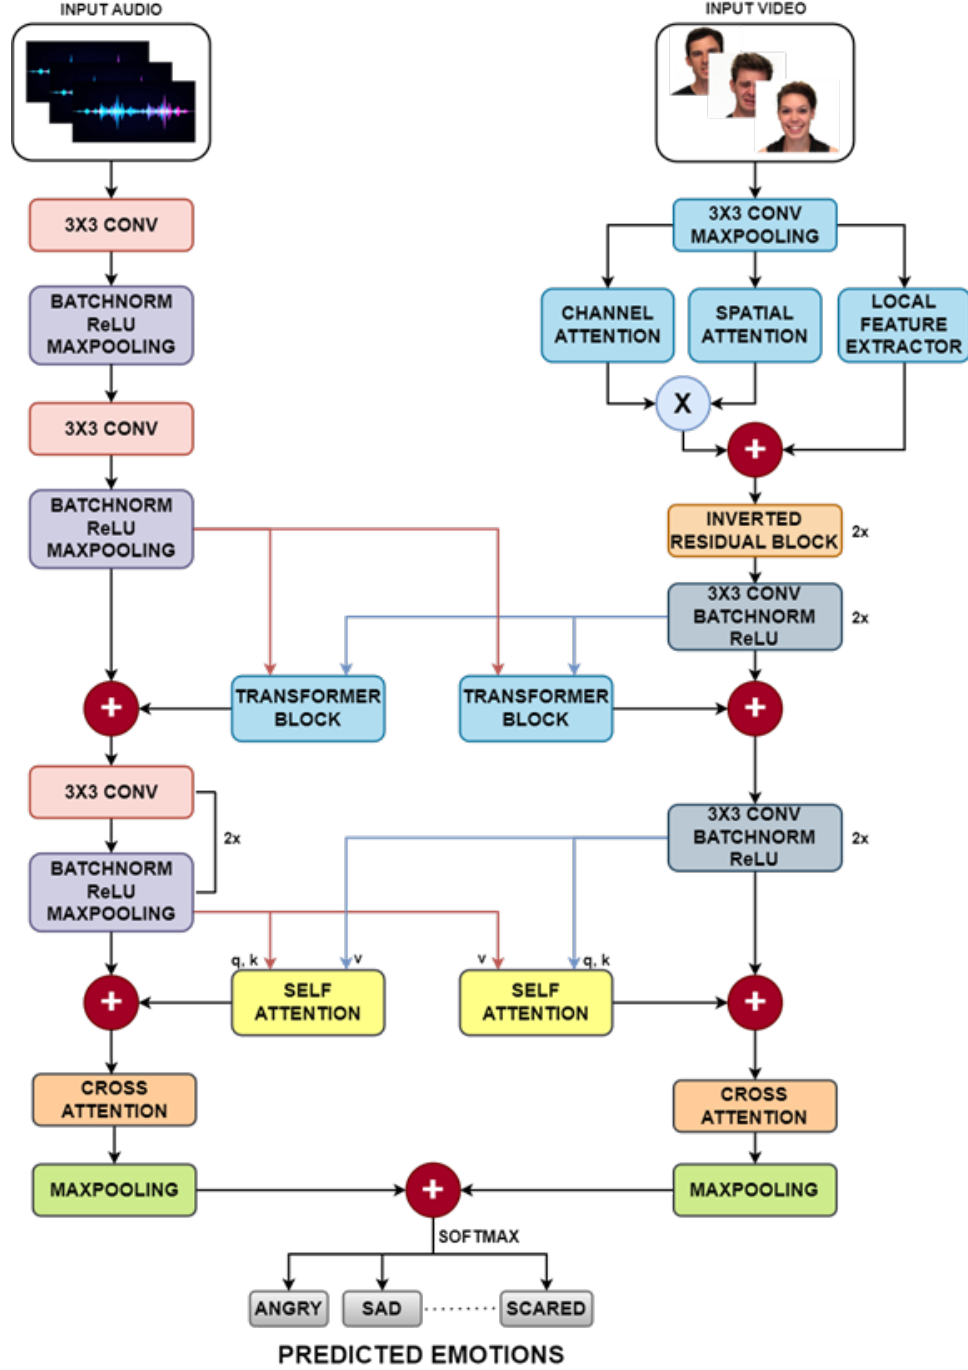 INPUT AUDIO
INPUT VIDEO
3X3 CONV
3X3 CONV
MAXPOOLING
BATCHNORM
ReLU
MAXPOOLING
CHANNEL
ATTENTION
SPATIAL
ATTENTION
LOCAL
FEATURE
EXTRACTOR
X
3X3 CONV
+
BATCHNORM
ReLU
MAXPOOLING
INVERTED
RESIDUAL BLOCK
2x
3X3 CONV
BATCHNORM
ReLU
2x
TRANSFORMER
BLOCK
TRANSFORMER
BLOCK
+
+
3X3 CONV
2x
BATCHNORM
ReLU
MAXPOOLING
3X3 CONV
BATCHNORM
ReLU
2x
q, k
v
v
q, k
SELF
ATTENTION
SELF
ATTENTION
+
+
CROSS
ATTENTION
CROSS
ATTENTION
MAXPOOLING
+
MAXPOOLING
SOFTMAX
ANGRY
SAD
SCARED
PREDICTED EMOTIONS